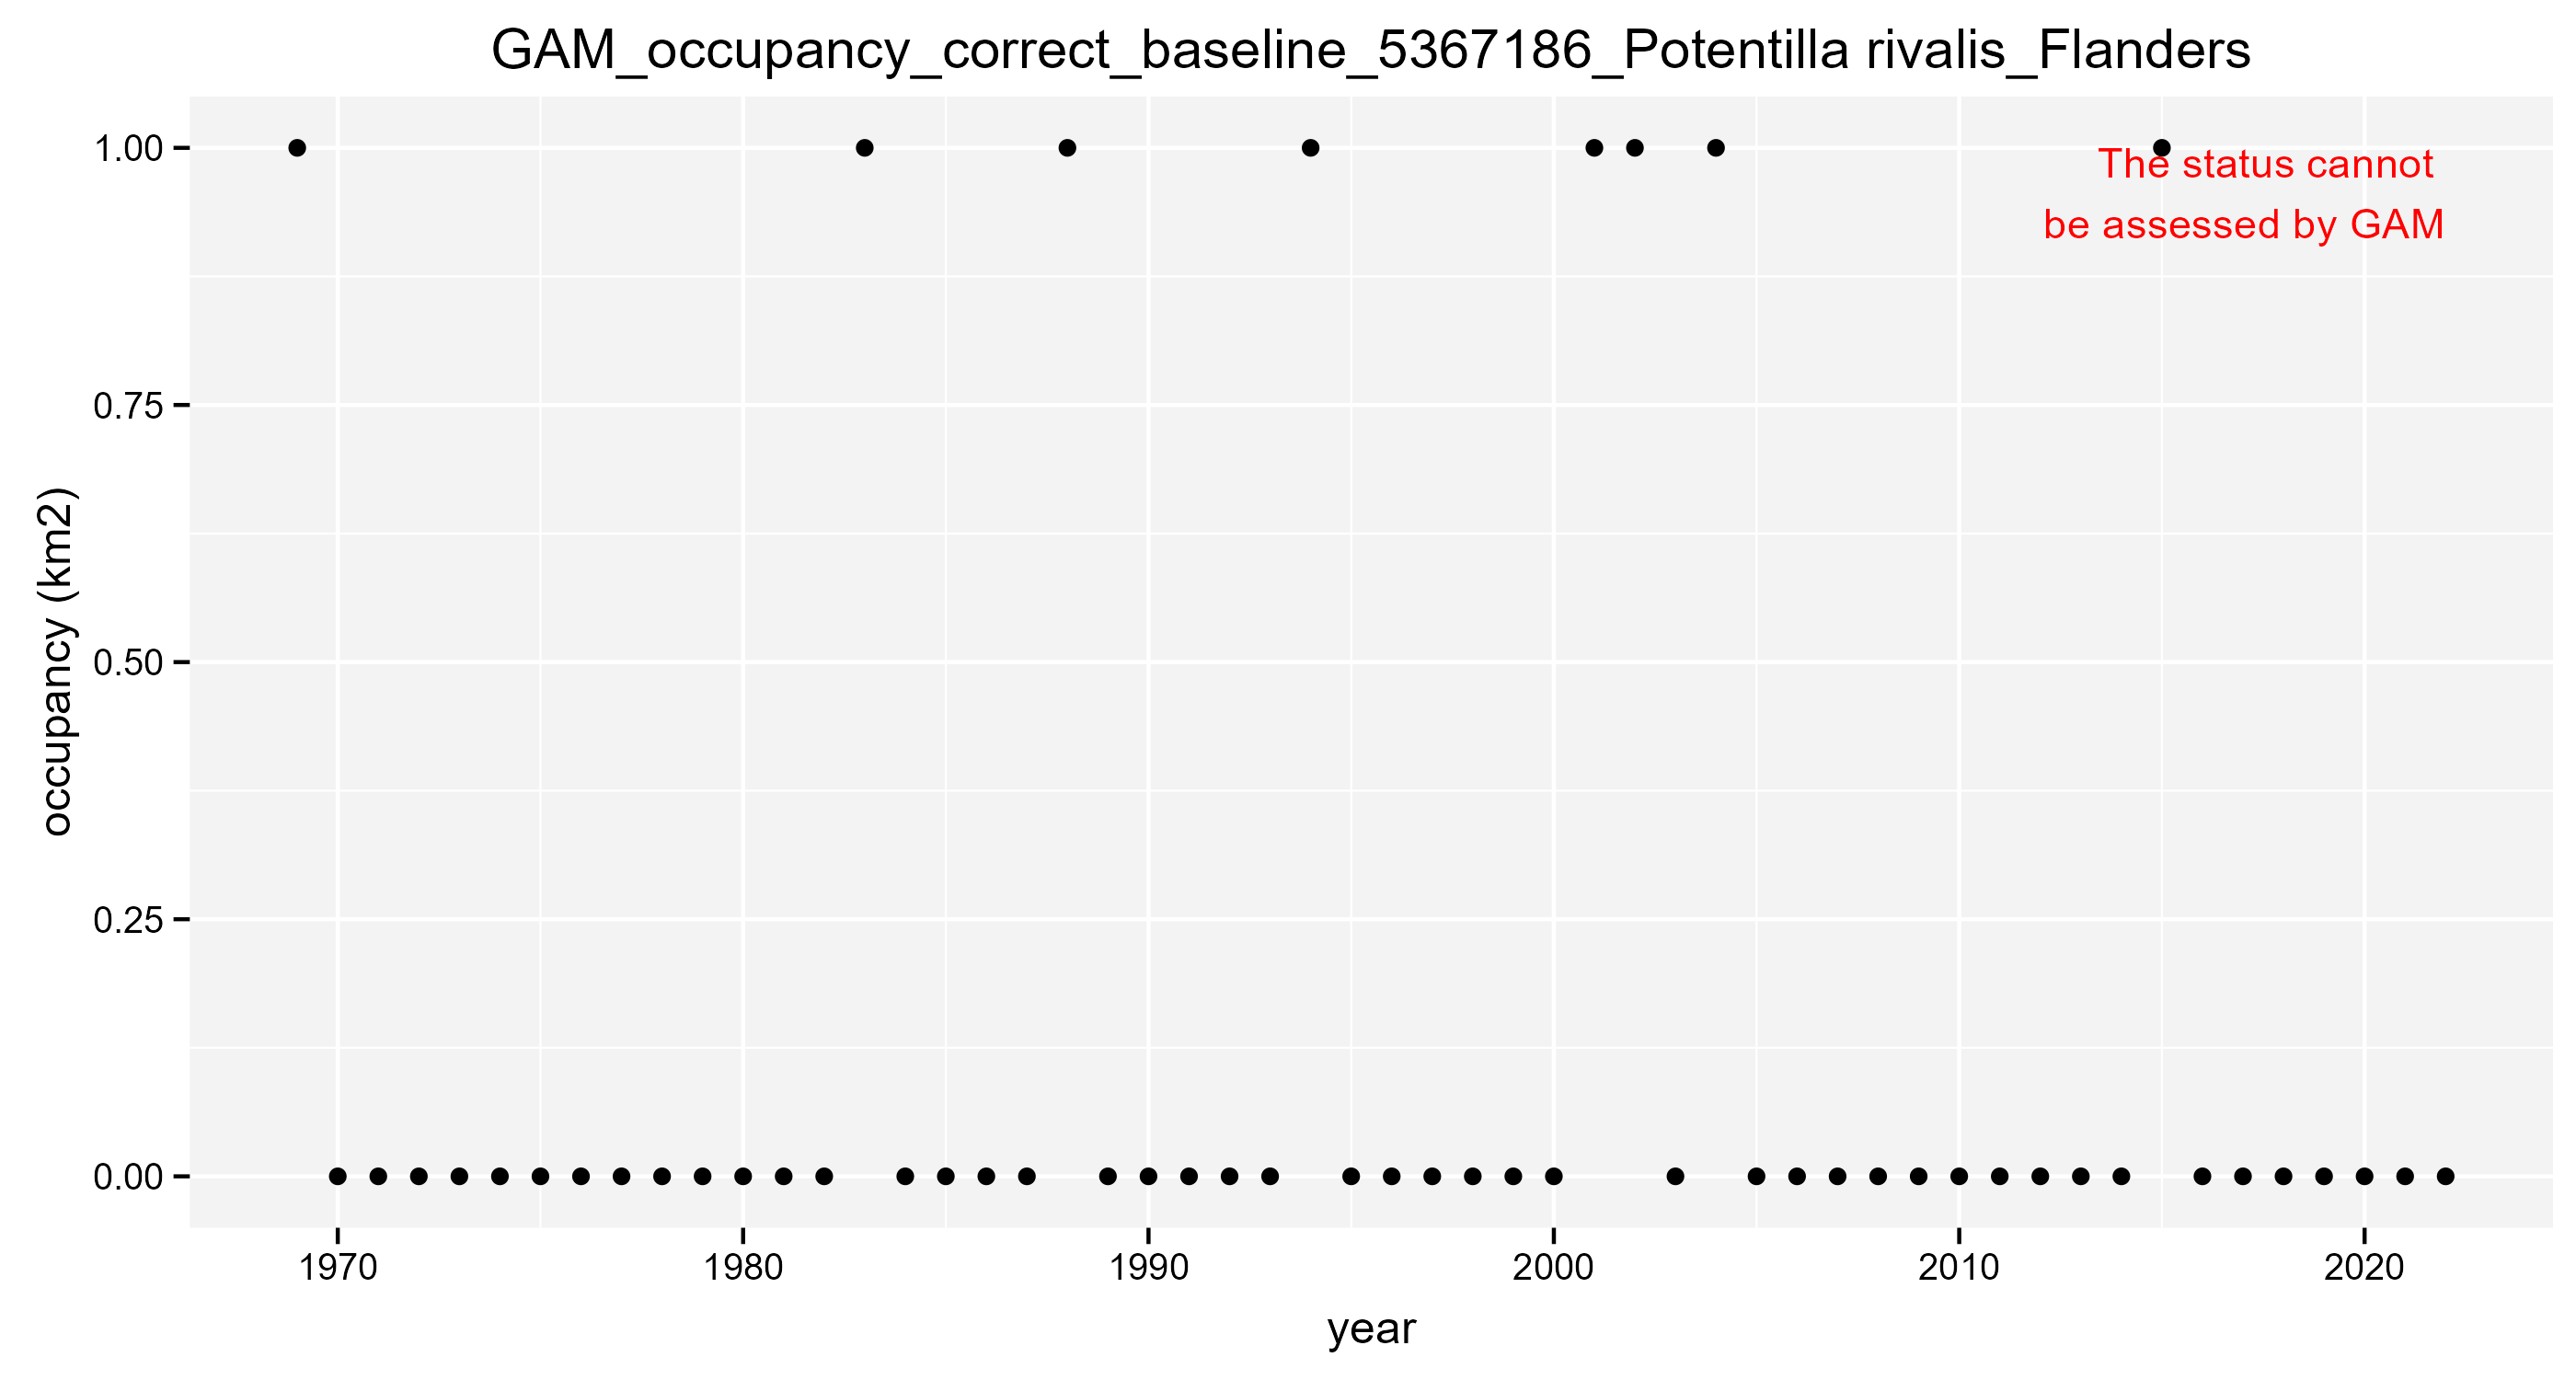 GAM_occupancy_correct_baseline_5367186_Potentilla rivalis_Flanders
1.00
The status cannot
be assessed by GAM
0.75
occupancy (km2)
0.50
0.25
0.00
1970 1980 1990 2000 2010 2020
year